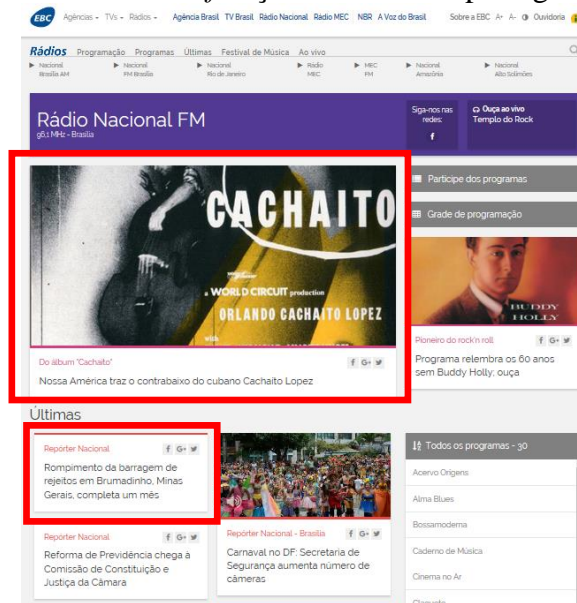 EBC Agências TVs Rádios Agência Brasil TV Brasil Rádio Nacional Rádio MEC NBR A Voz do Brasil Sobre a EBC A+ A- Ouvidoria
Rádios Programação Programas Últimas Festival de Música Ao vivo
Nacional Brasília AM
Nacional FM Brasília
Nacional Rio de Janeiro
Rádio MEC
MEC FM
Nacional Amazônia
Nacional Alto Solimões
Rádio Nacional FM
96,1 MHz - Brasília
Siga-nos nas redes:
f
Ouça ao vivo
Templo do Rock
CACHAITO
a WORLD CIRCUIT production
ORLANDO CACHAITO LOPEZ
with
Do álbum "Cachaito"
f G+
Nossa América traz o contrabaixo do cubano Cachaito Lopez
Participe dos programas
Grade de programação
BUDDY
HOLLY
Pioneiro do rock'n roll
f G+
Programa relembra os 60 anos
sem Buddy Holly; ouça
Últimas
Repórter Nacional
f G+
Rompimento da barragem de
rejeitos em Brumadinho, Minas
Gerais, completa um mês
Repórter Nacional
f G+
Reforma de Previdência chega à
Comissão de Constituição e
Justiça da Câmara
Repórter Nacional - Brasília
f G+
Carnaval no DF: Secretaria de
Segurança aumenta número de
câmeras
Todos os programas - 30
Acervo Origens
Alma Blues
Bossamoderna
Caderno de Música
Cinema no Ar